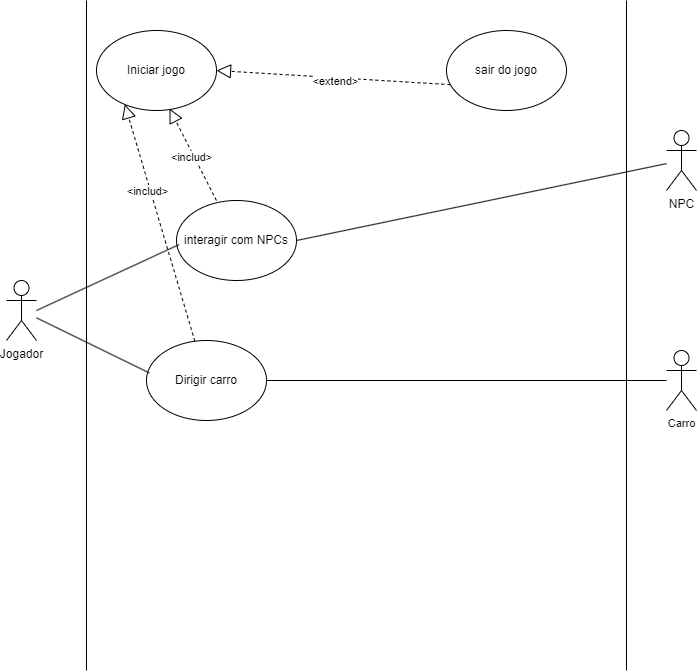 Iniciar jogo
sair do jogo
<extend>
<includ>
<includ>
NPC
interagir com NPCs
Jogador
Dirigir carro
Carro